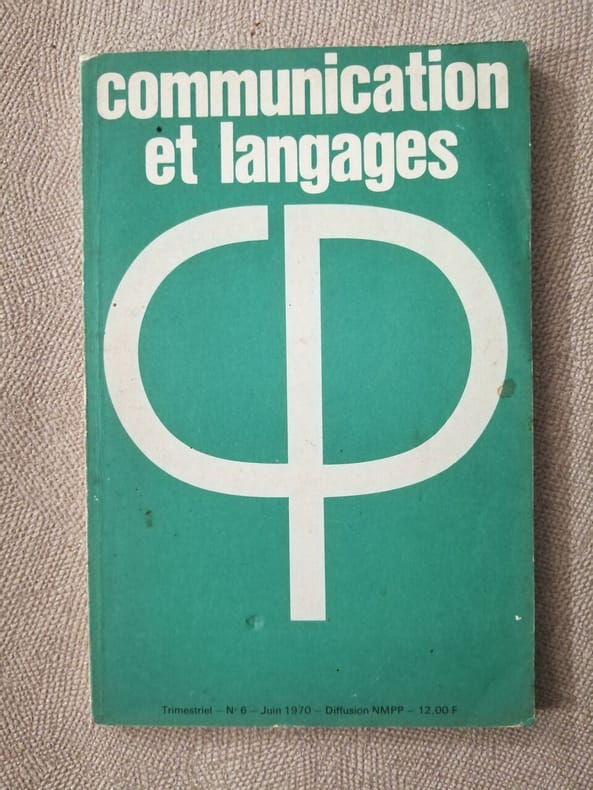 communication
et langages
φ
Trimestriel – N° 6 – Juin 1970 – Diffusion NMPP – 12,00 F